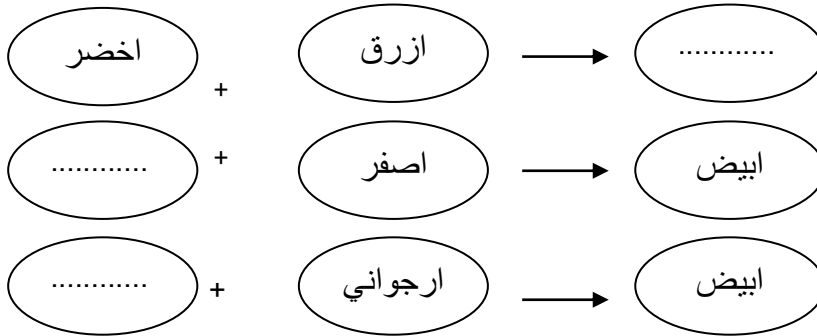 اخضر + ازرق ............
............ + اصفر ابيض
............ + ارجواني ابيض